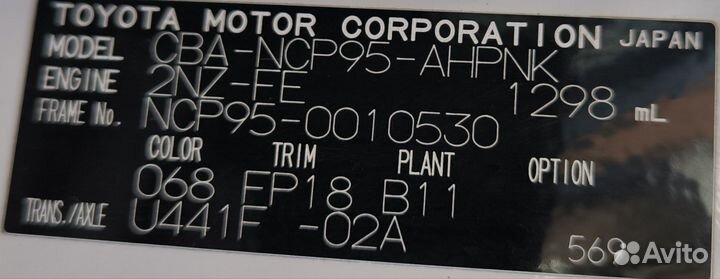 TOYOTA MOTOR CORPORATION JAPAN
MODEL CBA-NCP95-AHPNK
ENGINE 2NZ-FE 1298 mL
FRAME No. NCP95-0010530
COLOR TRIM PLANT OPTION
068 FP18 B11
TRANS./AXLE U441F -02A
569
Avito